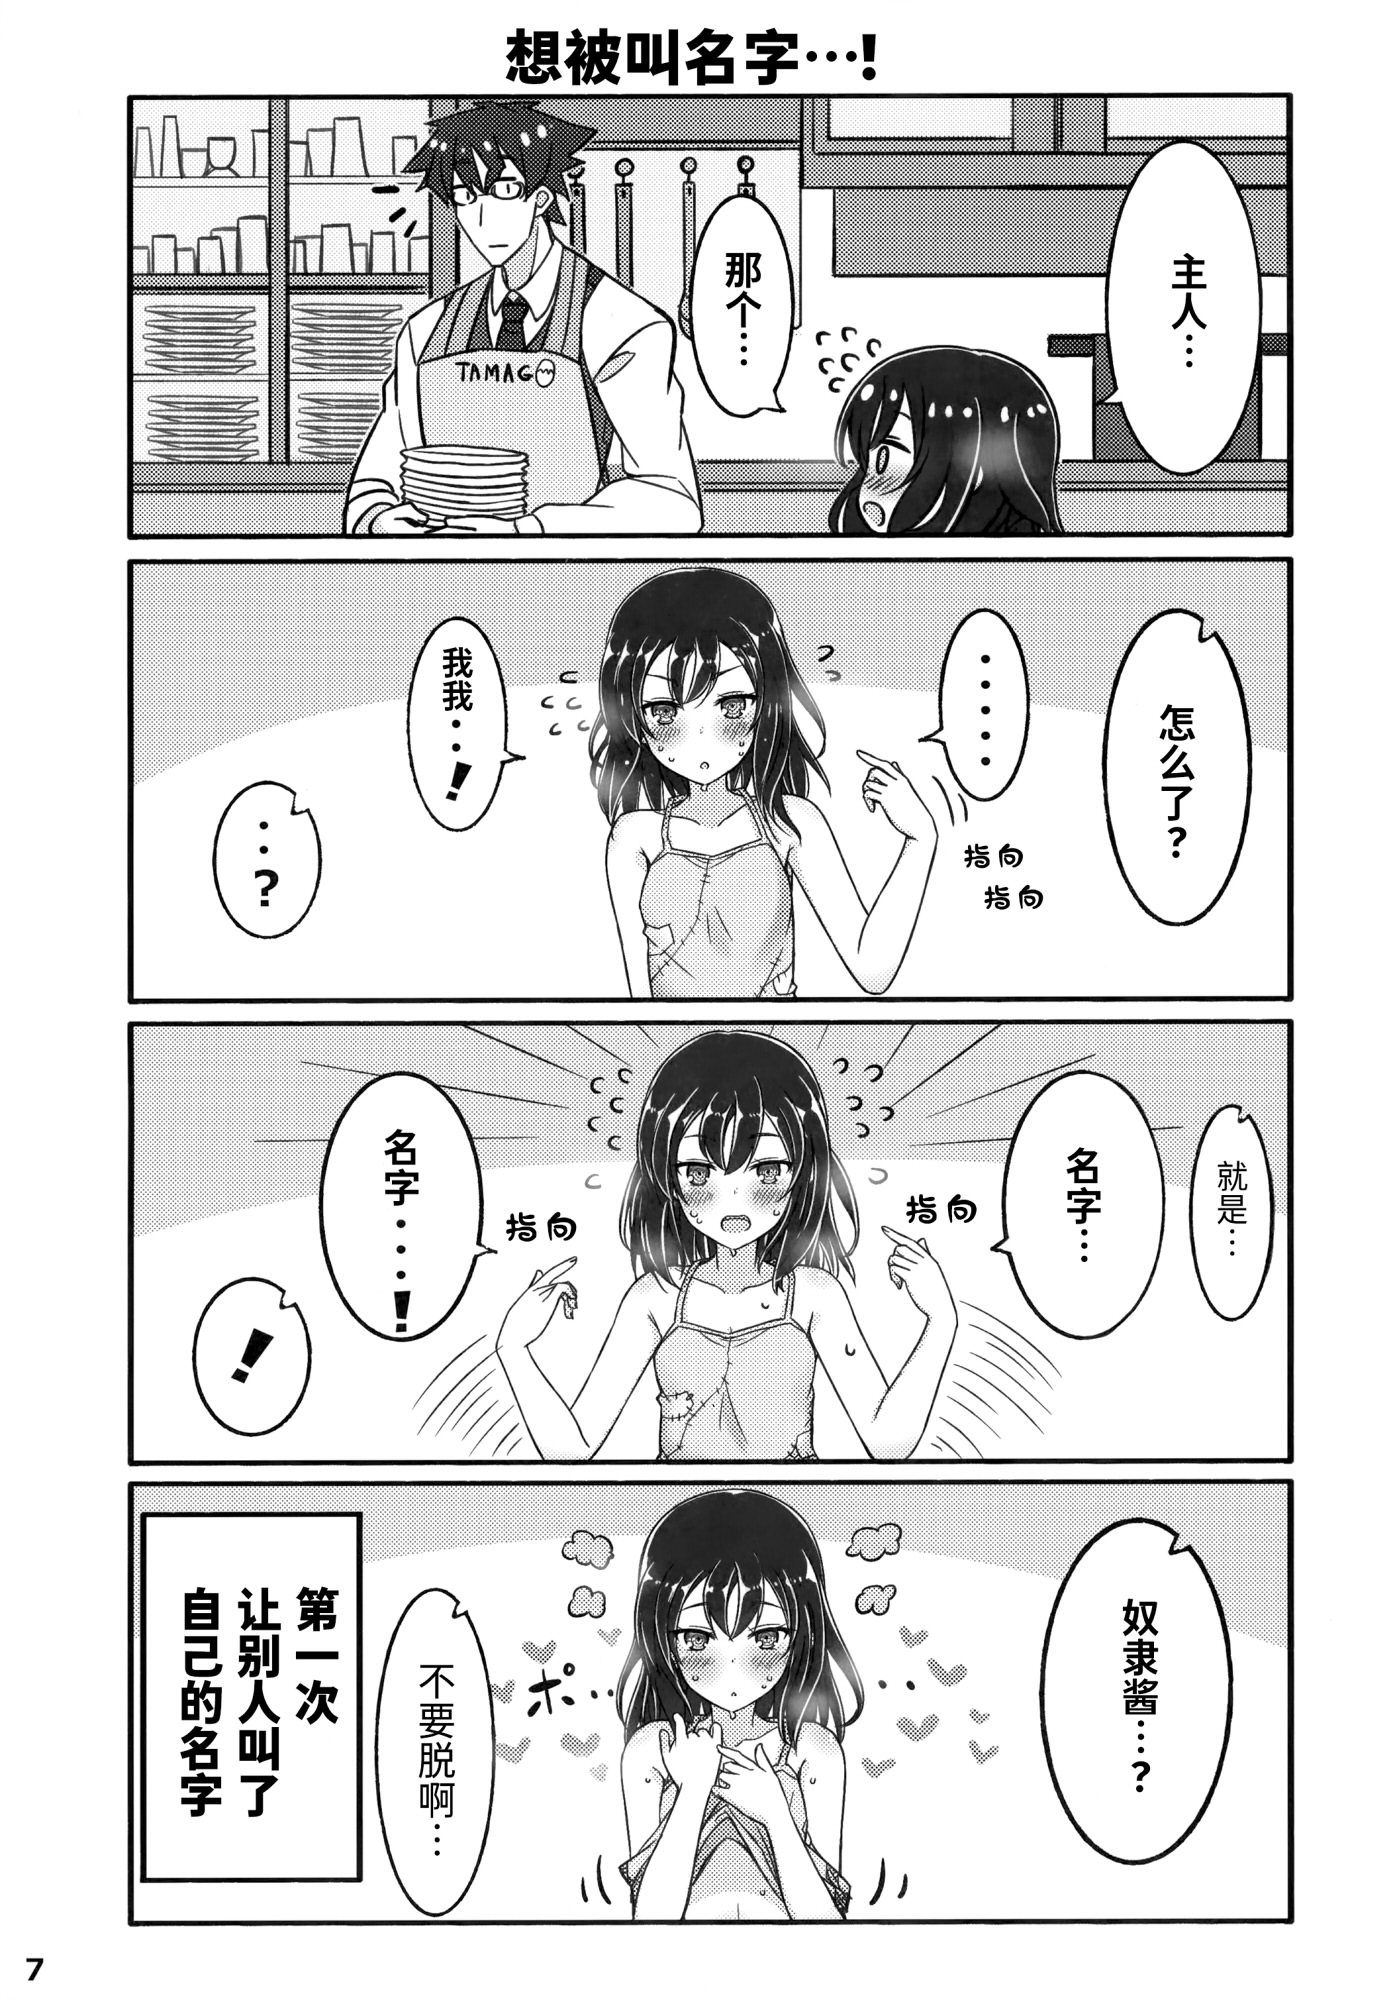 想被叫名字…!
主人…
那个…
TAMAGO
怎么了？
．．．．．
指向
指向
我我．．！
…？
就是…
名字…
指向
名字…！
指向
！
奴隶酱…？
ポ…
…
不要脱啊…
第一次
让别人叫了
自己的名字
7